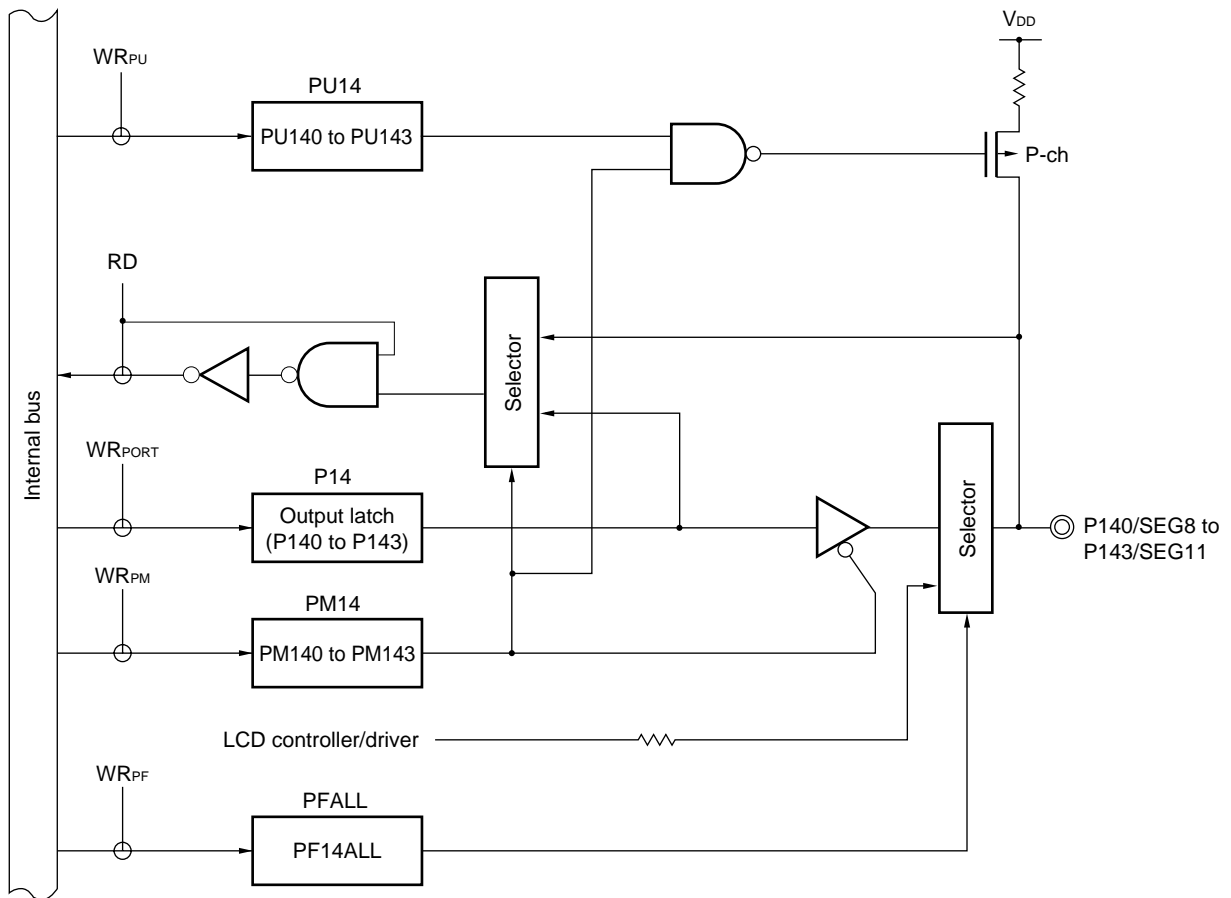 VDD
WRPU
PU14
PU140 to PU143
P-ch
RD
Selector
Internal bus
WRPORT
P14
Output latch
(P140 to P143)
Selector
P140/SEG8 to
P143/SEG11
WRPM
PM14
PM140 to PM143
LCD controller/driver
WRPF
PFALL
PF14ALL